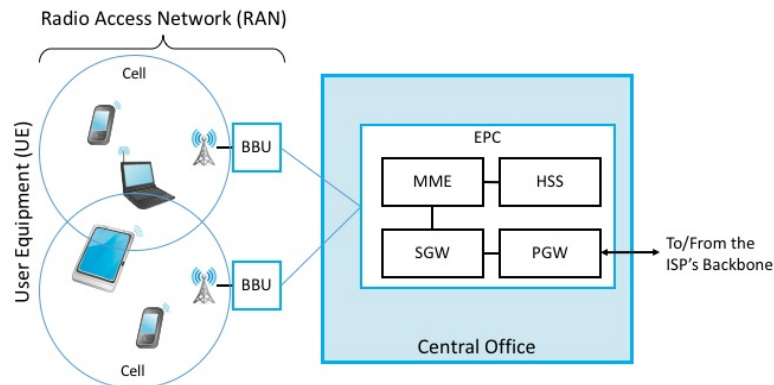 Radio Access Network (RAN)
Cell
User Equipment (UE)
BBU
BBU
Cell
EPC
MME
HSS
SGW
PGW
Central Office
To/From the
ISP's Backbone